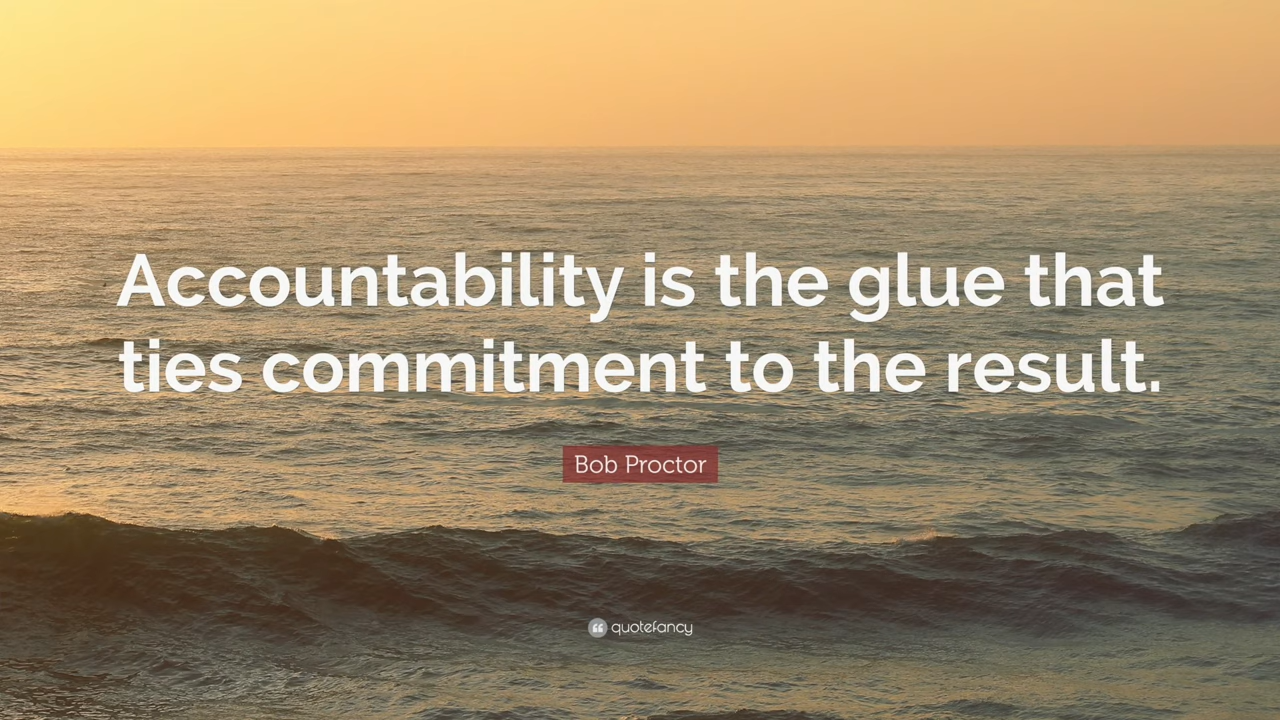 Accountability is the glue that
ties commitment to the result.
Bob Proctor
quotefancy